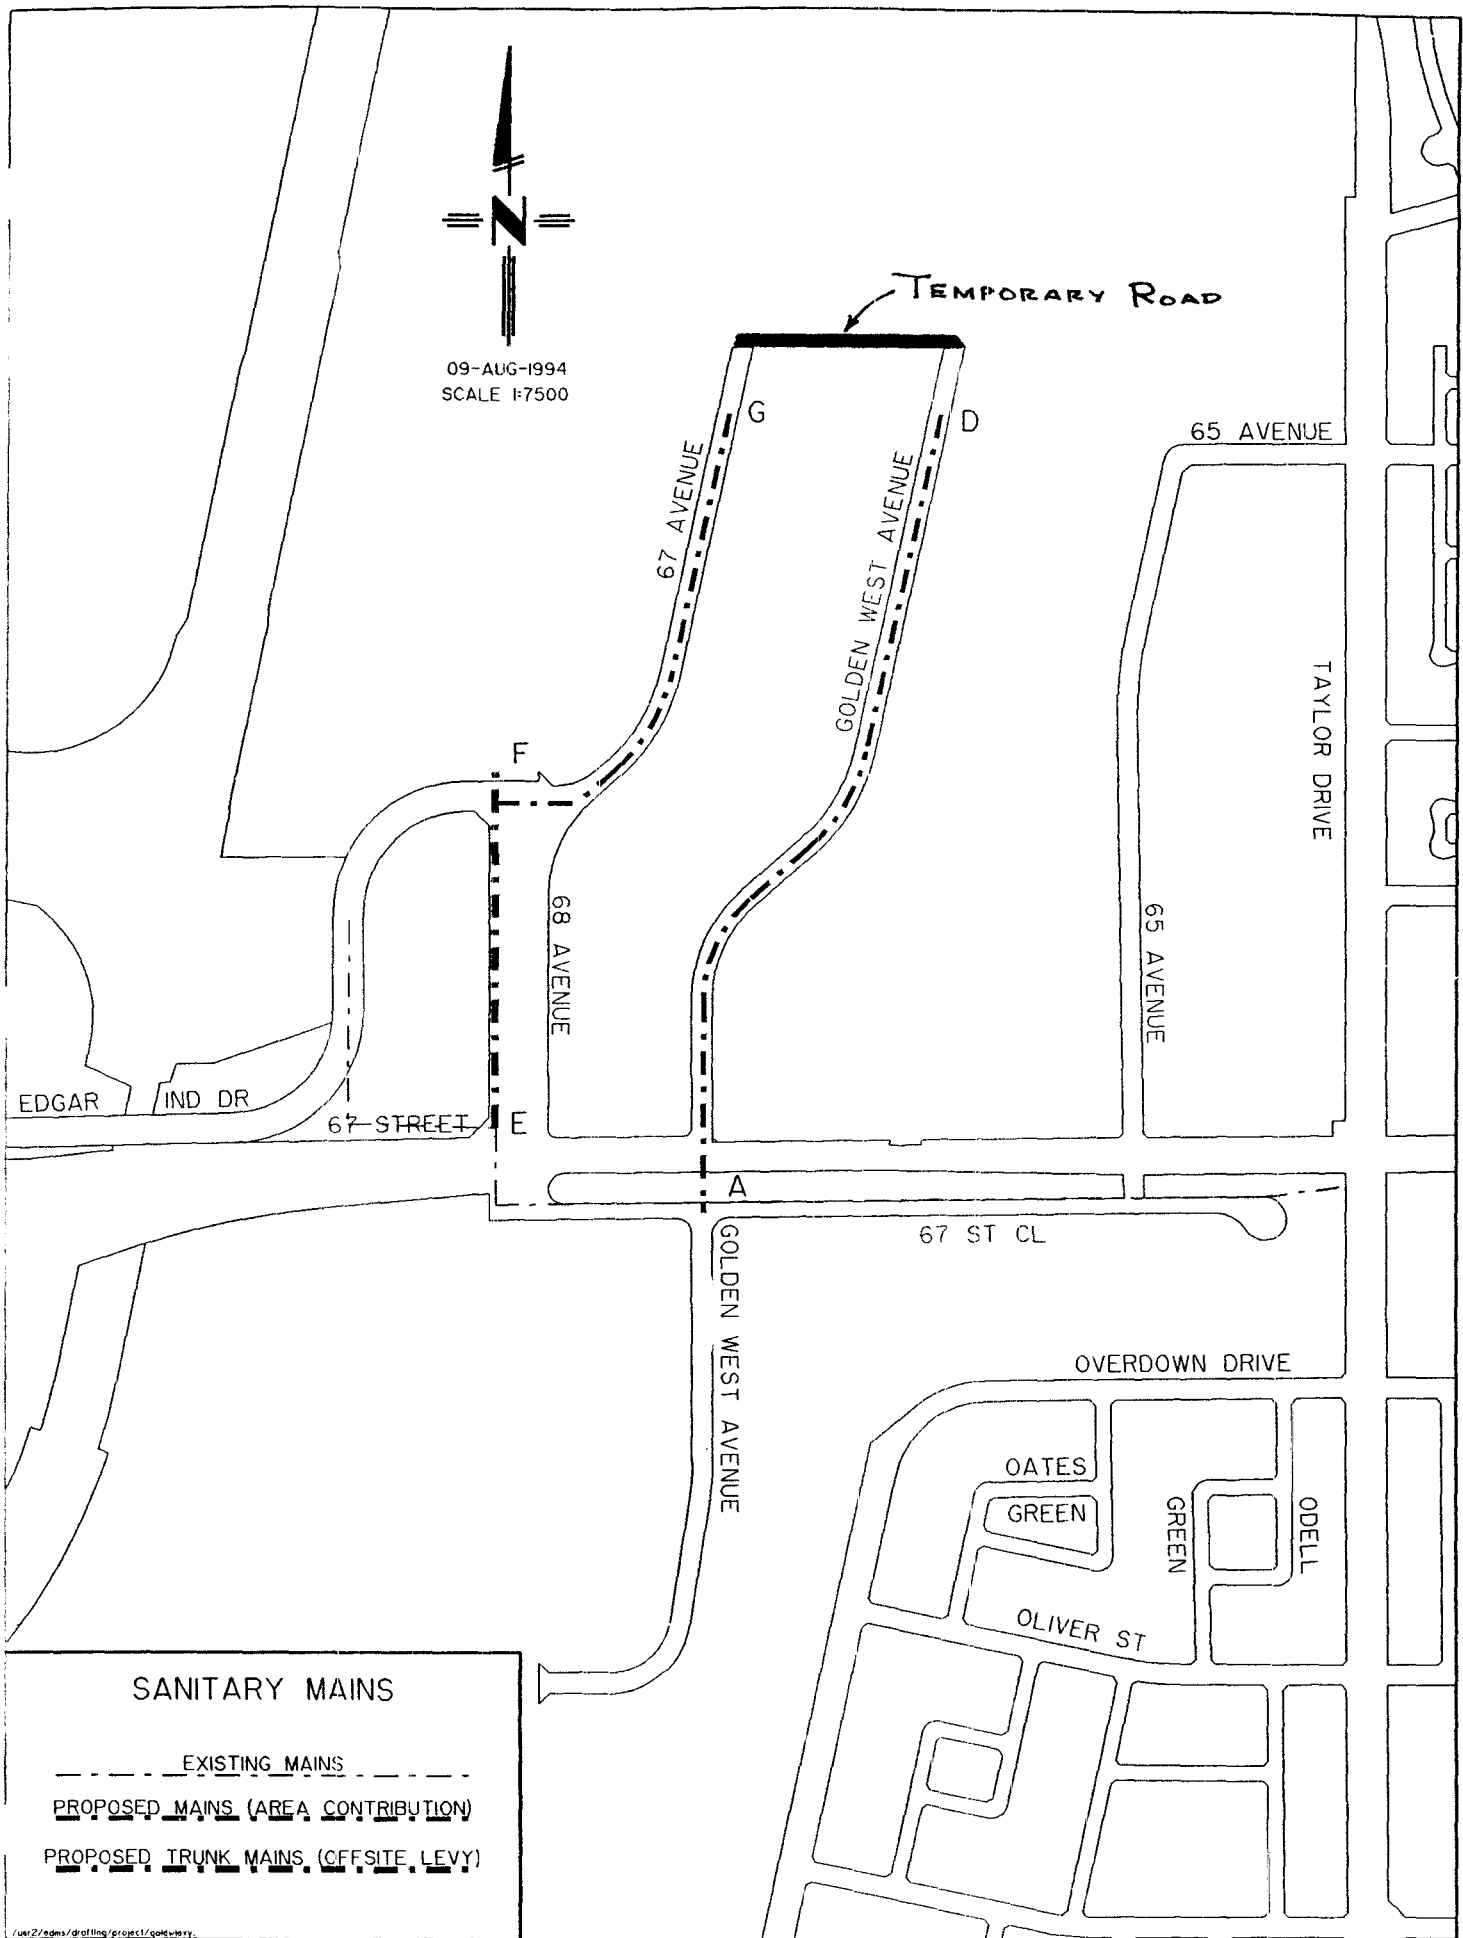 N
TEMPORARY ROAD
09-AUG-1994
SCALE 1:7500
G
D
65 AVENUE
67 AVENUE
GOLDEN WEST AVENUE
TAYLOR DRIVE
F
68 AVENUE
65 AVENUE
EDGAR IND DR
67 STREET
E
A
67 ST CL
GOLDEN WEST AVENUE
OVERDOWN DRIVE
OATES
GREEN
GREEN
ODELL
OLIVER ST
SANITARY MAINS
EXISTING MAINS
PROPOSED MAINS (AREA CONTRIBUTION)
PROPOSED TRUNK MAINS (OFFSITE LEVY)